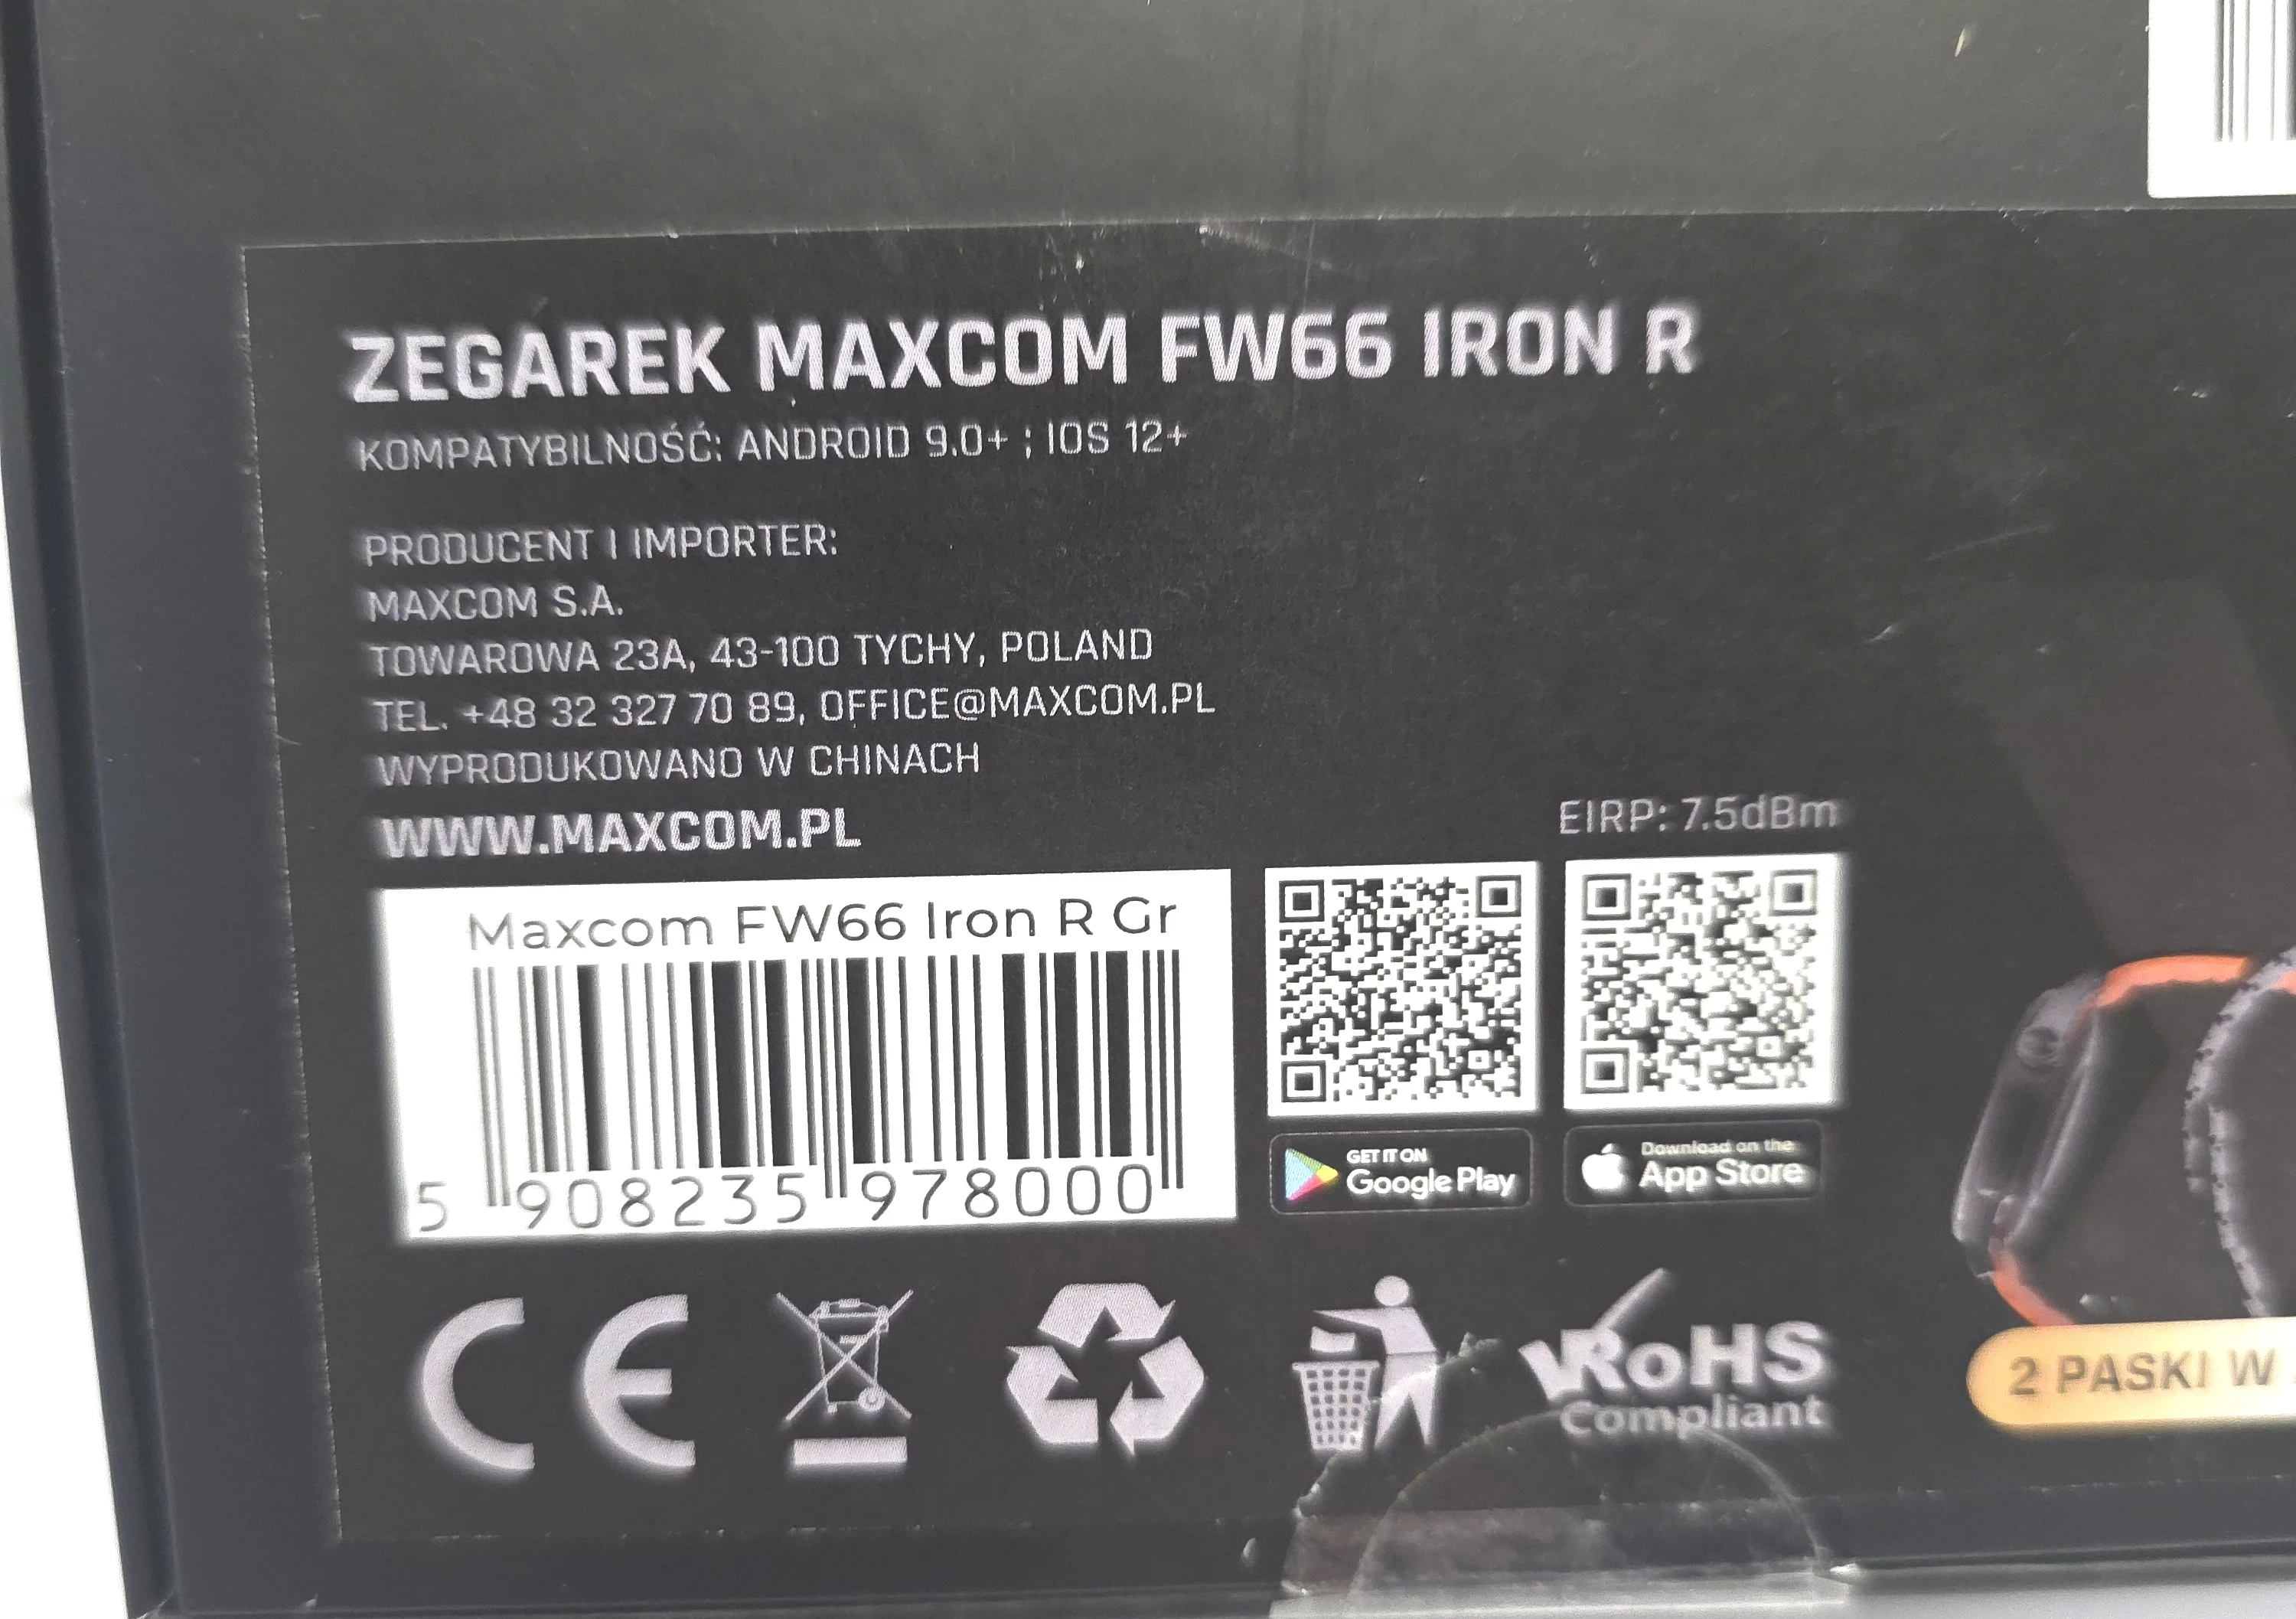 ZEGAREK MAXCOM FW66 IRON R
KOMPATYBILNOŚĆ: ANDROID 9.0+ ; IOS 12+
PRODUCENT I IMPORTER:
MAXCOM S.A.
TOWAROWA 23A, 43-100 TYCHY, POLAND
TEL. +48 32 327 70 89, OFFICE@MAXCOM.PL
WYPRODUKOWANO W CHINACH
WWW.MAXCOM.PL
EIRP: 7.5dBm
Maxcom FW66 Iron R Gr
5 908235 978000
GET IT ON
Google Play
Download on the
App Store
CE
RoHS
Compliant
2 PASKI W